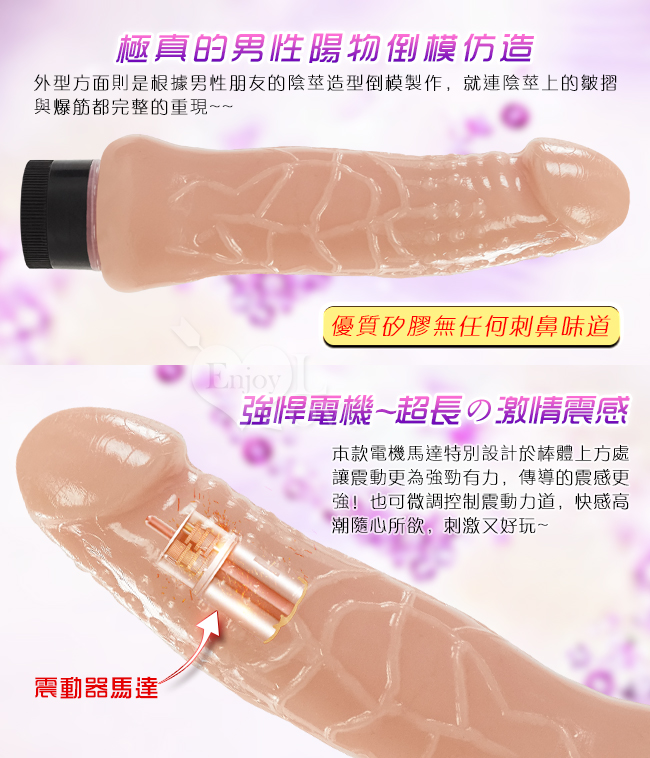 極真的男性陽物倒模仿造
外型方面則是根據男性朋友的陰莖造型倒模製作，就連陰莖上的皺摺
與爆筋都完整的重現~~
優質矽膠無任何刺鼻味道
Enjoy
強悍電機~超長の激情震感
本款電機馬達特別設計於棒體上方處
讓震動更為強勁有力，傳導的震感更
強！也可微調控制震動力道，快感高
潮隨心所欲，刺激又好玩~
震動器馬達